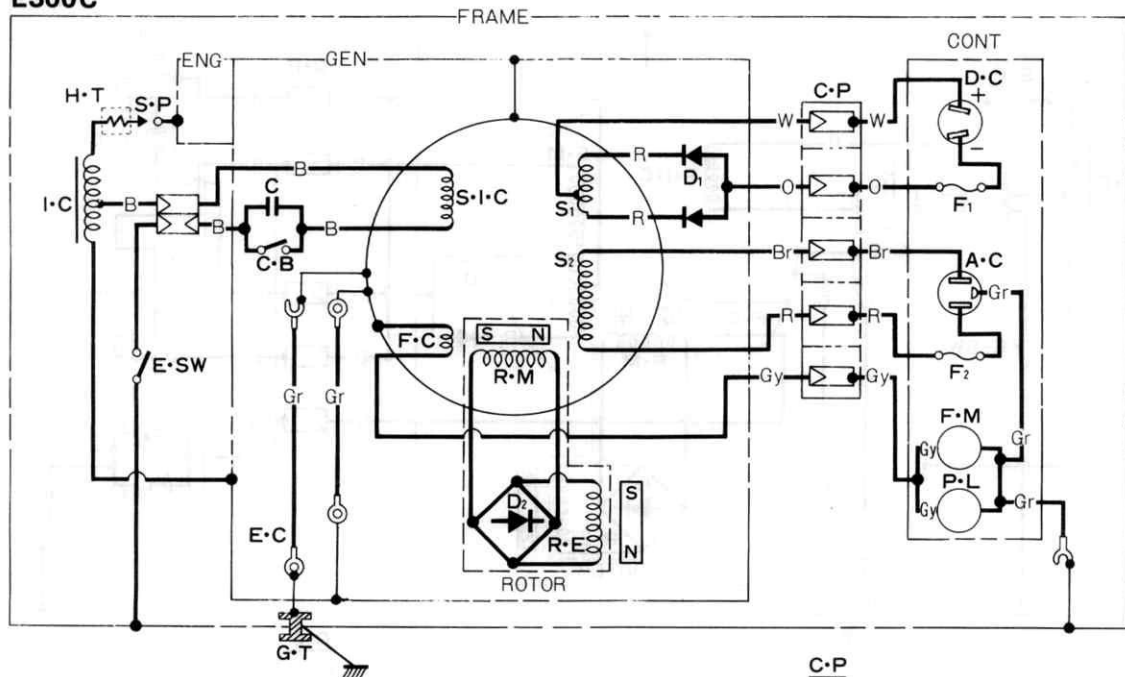 E300C
FRAME
ENG
GEN
CONT
H·T
S·P
C·P
D·C
+
−
W
W
I·C
B
B
C
S·I·C
S1
R
D1
R
O
O
F1
B
B
C·B
S2
Br
Br
A·C
Gr
R
R
F2
E·SW
F·C
S N
R·M
Gr
Gr
Gy
Gy
Gy
F·M
Gr
P·L
Gy
Gr
D2
R·E
S
N
E·C
ROTOR
G·T
C·P